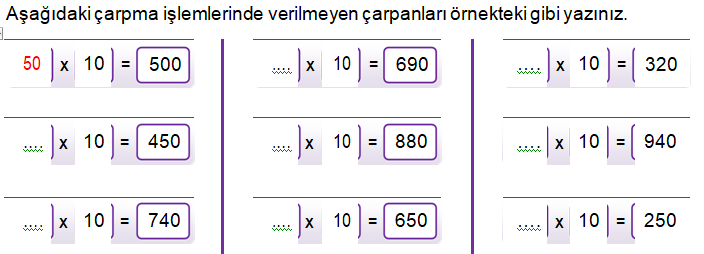 Aşağıdaki çarpma işlemlerinde verilmeyen çarpanları örnekteki gibi yazınız.
50 x 10 = 500 .... x 10 = 690 .... x 10 = 320
.... x 10 = 450 .... x 10 = 880 .... x 10 = 940
.... x 10 = 740 .... x 10 = 650 .... x 10 = 250